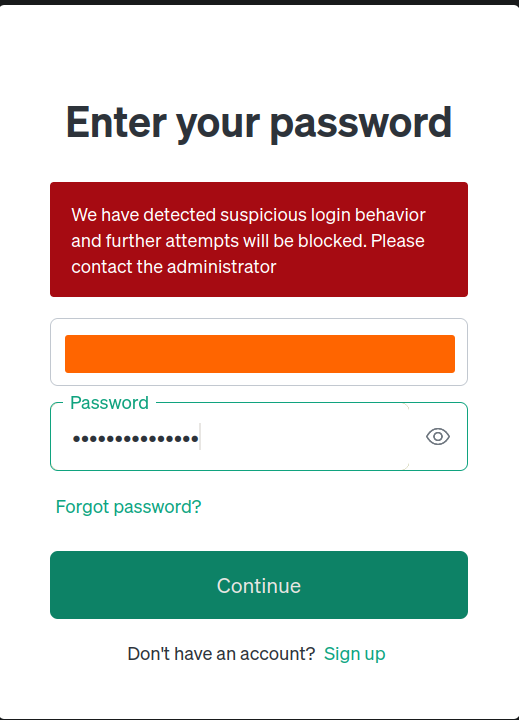 Enter your password
We have detected suspicious login behavior
and further attempts will be blocked. Please
contact the administrator
Password
•••••••••••••••
Forgot password?
Continue
Don't have an account? Sign up